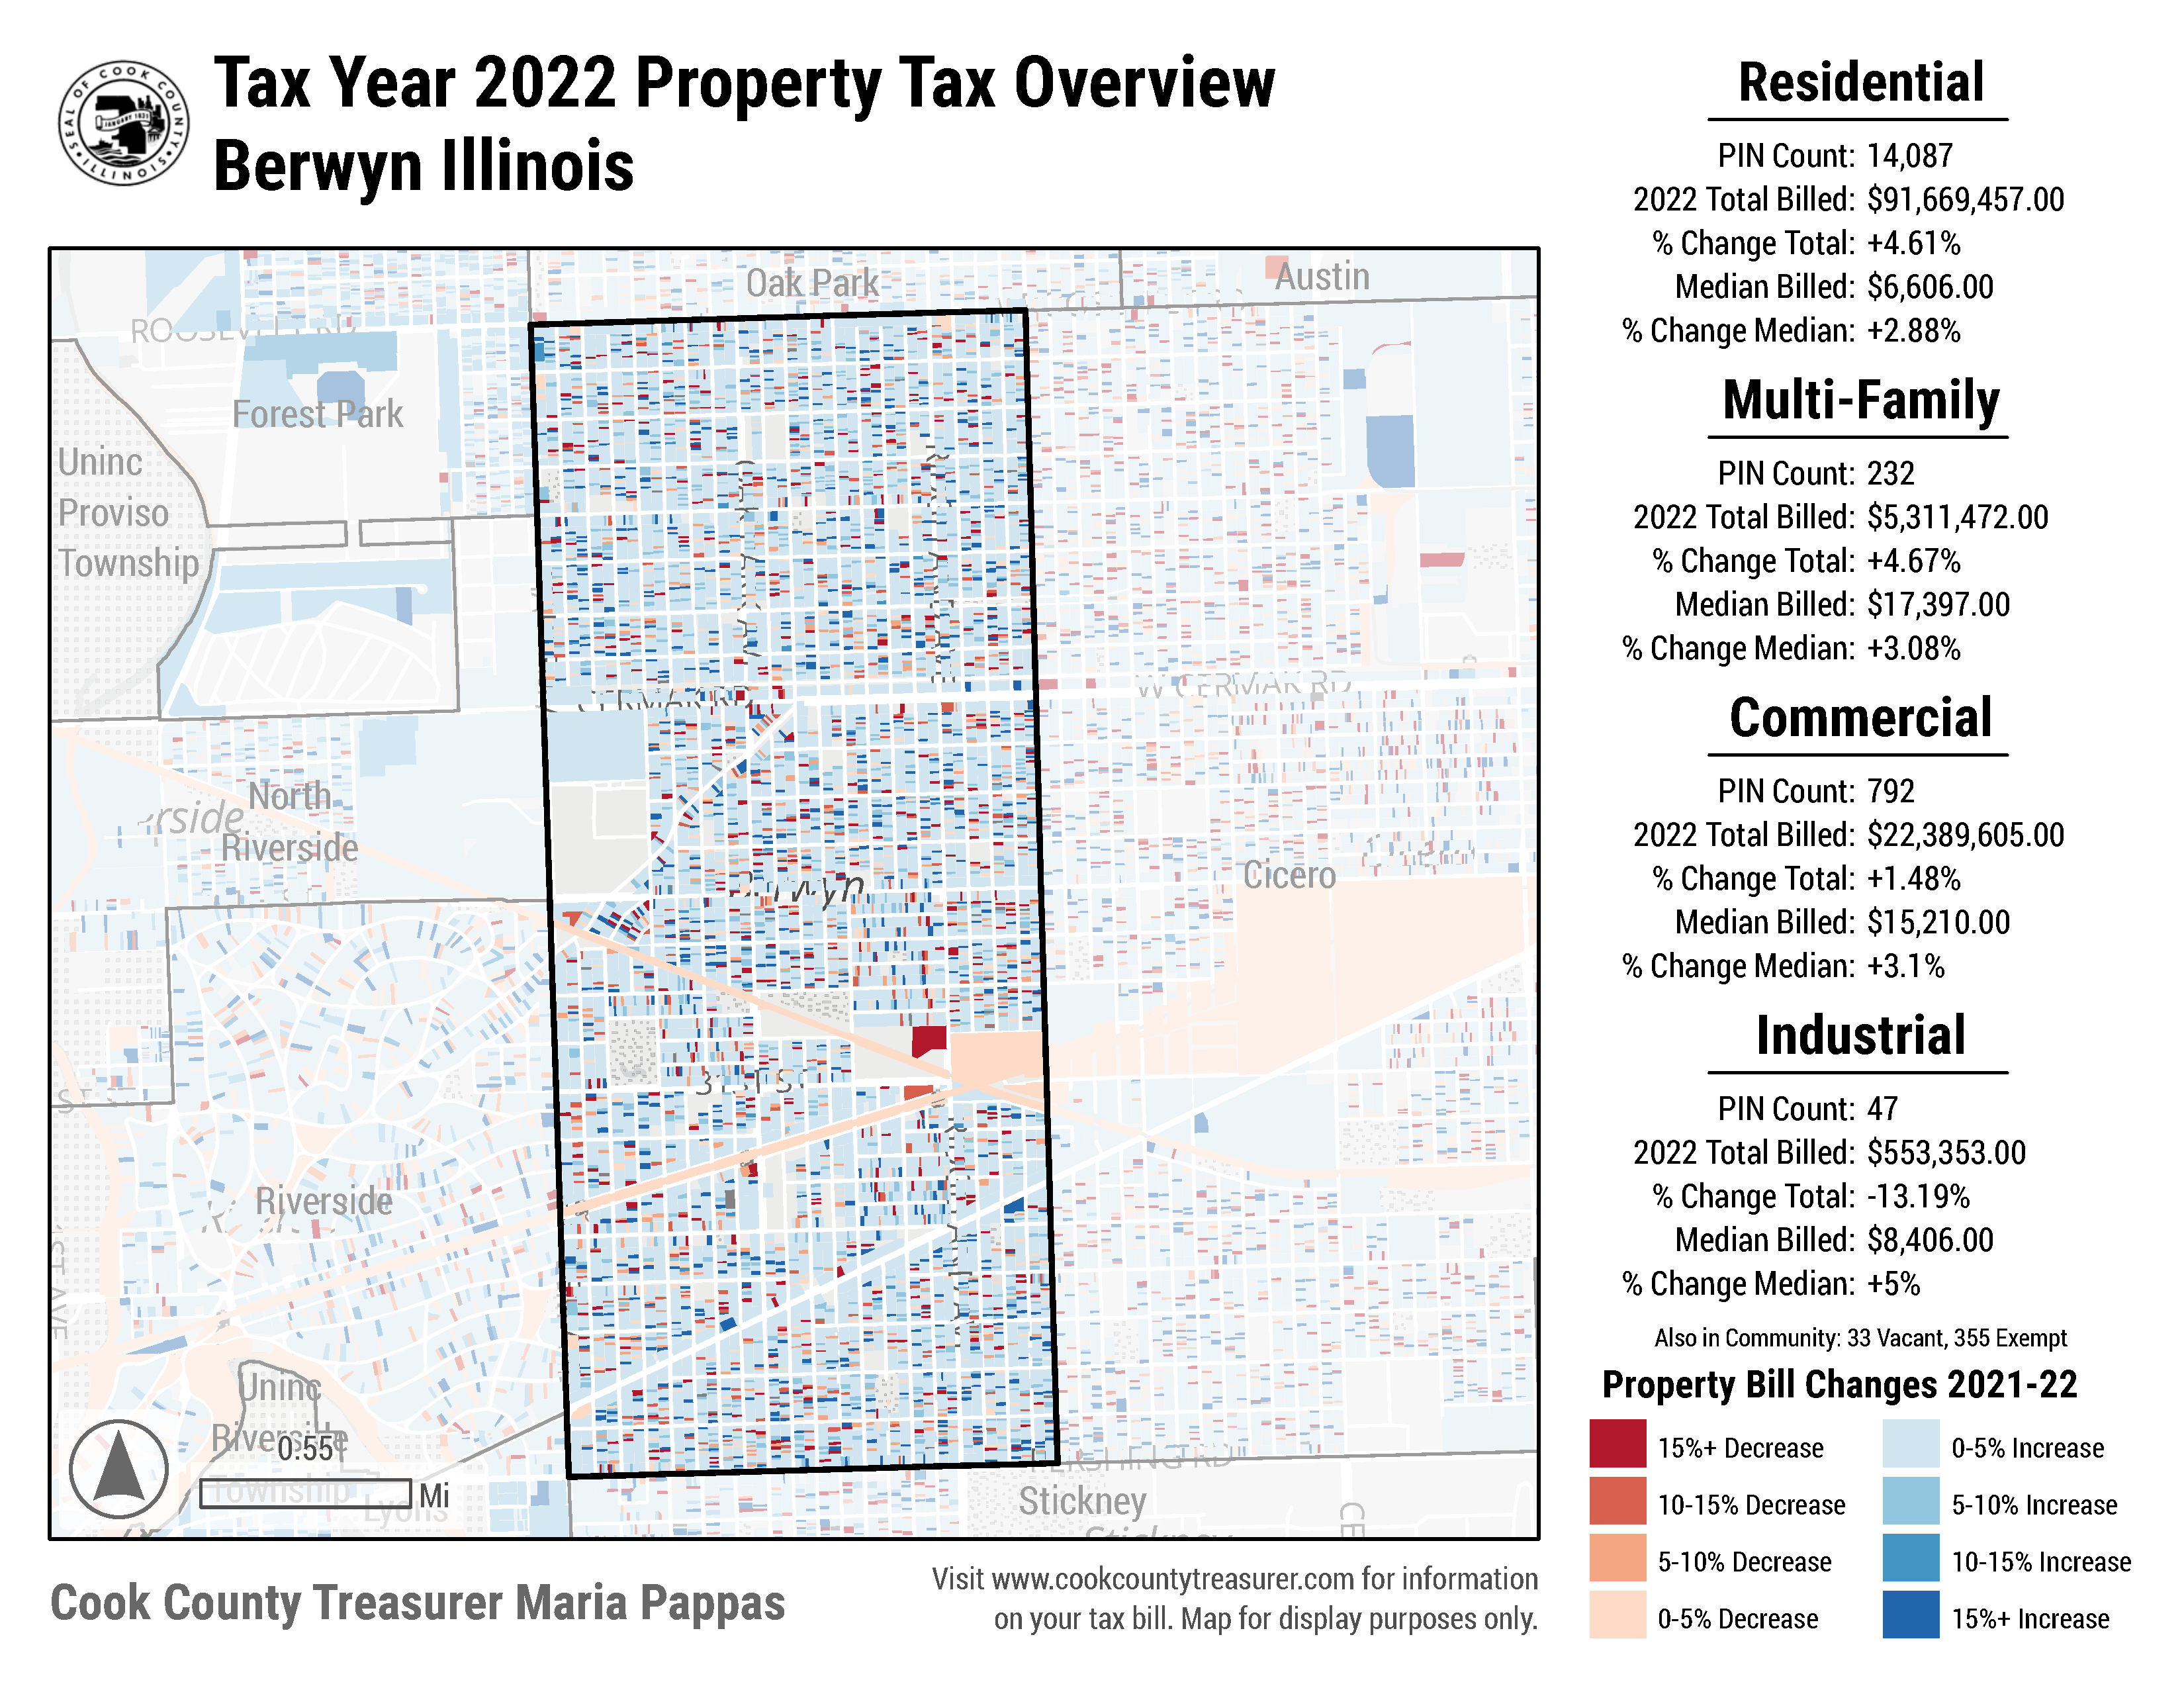 SEAL OF COOK COUNTY • ILLINOIS •
JANUARY 1831
Tax Year 2022 Property Tax Overview
Berwyn Illinois
Oak Park
Austin
ROOSEVELT RD
Forest Park
Uninc
Proviso
Township
CERMAK RD
W CERMAK RD
North
Riverside
Berwyn
Cicero
31ST ST
Riverside
Uninc
Riverside
Township
Lyons
0.55
Mi
PERSHING RD
Stickney
Stickney
Cook County Treasurer Maria Pappas
Visit www.cookcountytreasurer.com for information
on your tax bill. Map for display purposes only.
Residential
PIN Count: 14,087
2022 Total Billed: $91,669,457.00
% Change Total: +4.61%
Median Billed: $6,606.00
% Change Median: +2.88%
Multi-Family
PIN Count: 232
2022 Total Billed: $5,311,472.00
% Change Total: +4.67%
Median Billed: $17,397.00
% Change Median: +3.08%
Commercial
PIN Count: 792
2022 Total Billed: $22,389,605.00
% Change Total: +1.48%
Median Billed: $15,210.00
% Change Median: +3.1%
Industrial
PIN Count: 47
2022 Total Billed: $553,353.00
% Change Total: -13.19%
Median Billed: $8,406.00
% Change Median: +5%
Also in Community: 33 Vacant, 355 Exempt
Property Bill Changes 2021-22
15%+ Decrease
10-15% Decrease
5-10% Decrease
0-5% Decrease
0-5% Increase
5-10% Increase
10-15% Increase
15%+ Increase